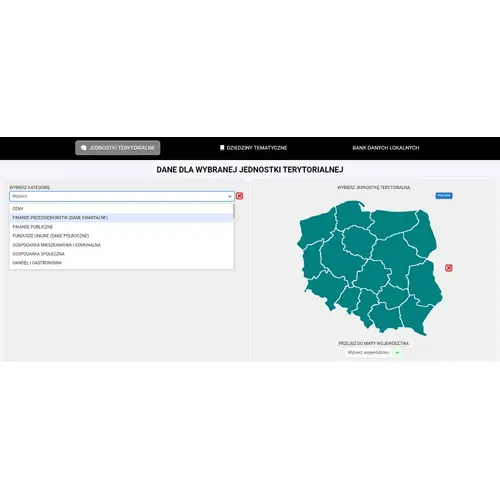 JEDNOSTKI TERYTORIALNE
DZIEDZINY TEMATYCZNE
BANK DANYCH LOKALNYCH
DANE DLA WYBRANEJ JEDNOSTKI TERYTORIALNEJ
WYBIERZ KATEGORIĘ:
Wybierz
CENY
FINANSE PRZEDSIĘBIORSTW (DANE KWARTALNE)
FINANSE PUBLICZNE
FUNDUSZE UNIJNE (DANE PÓŁROCZNE)
GOSPODARKA MIESZKANIOWA I KOMUNALNA
GOSPODARKA SPOŁECZNA
HANDEL I GASTRONOMIA
WYBIERZ JEDNOSTKĘ TERYTORIALNĄ
POLSKA
PRZEJDŹ DO MAPY WOJEWÓDZTWA
Wybierz województwo